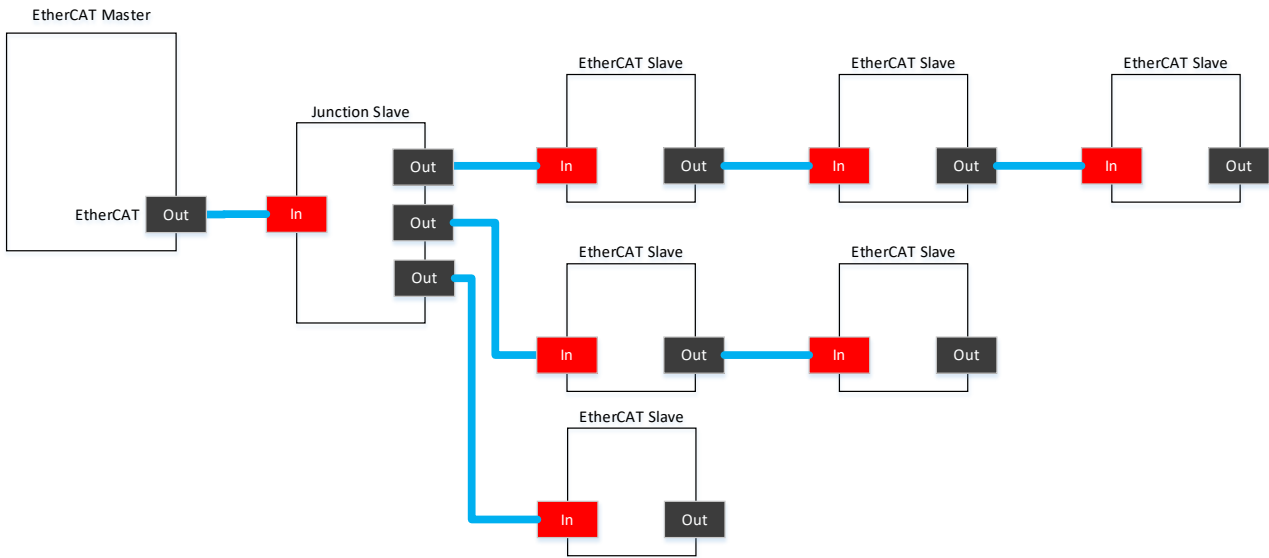 EtherCAT Master
EtherCAT Slave
EtherCAT Slave
EtherCAT Slave
Junction Slave
Out
In
Out
In
Out
In
Out
EtherCAT
Out
In
Out
Out
EtherCAT Slave
EtherCAT Slave
In
Out
In
Out
EtherCAT Slave
In
Out